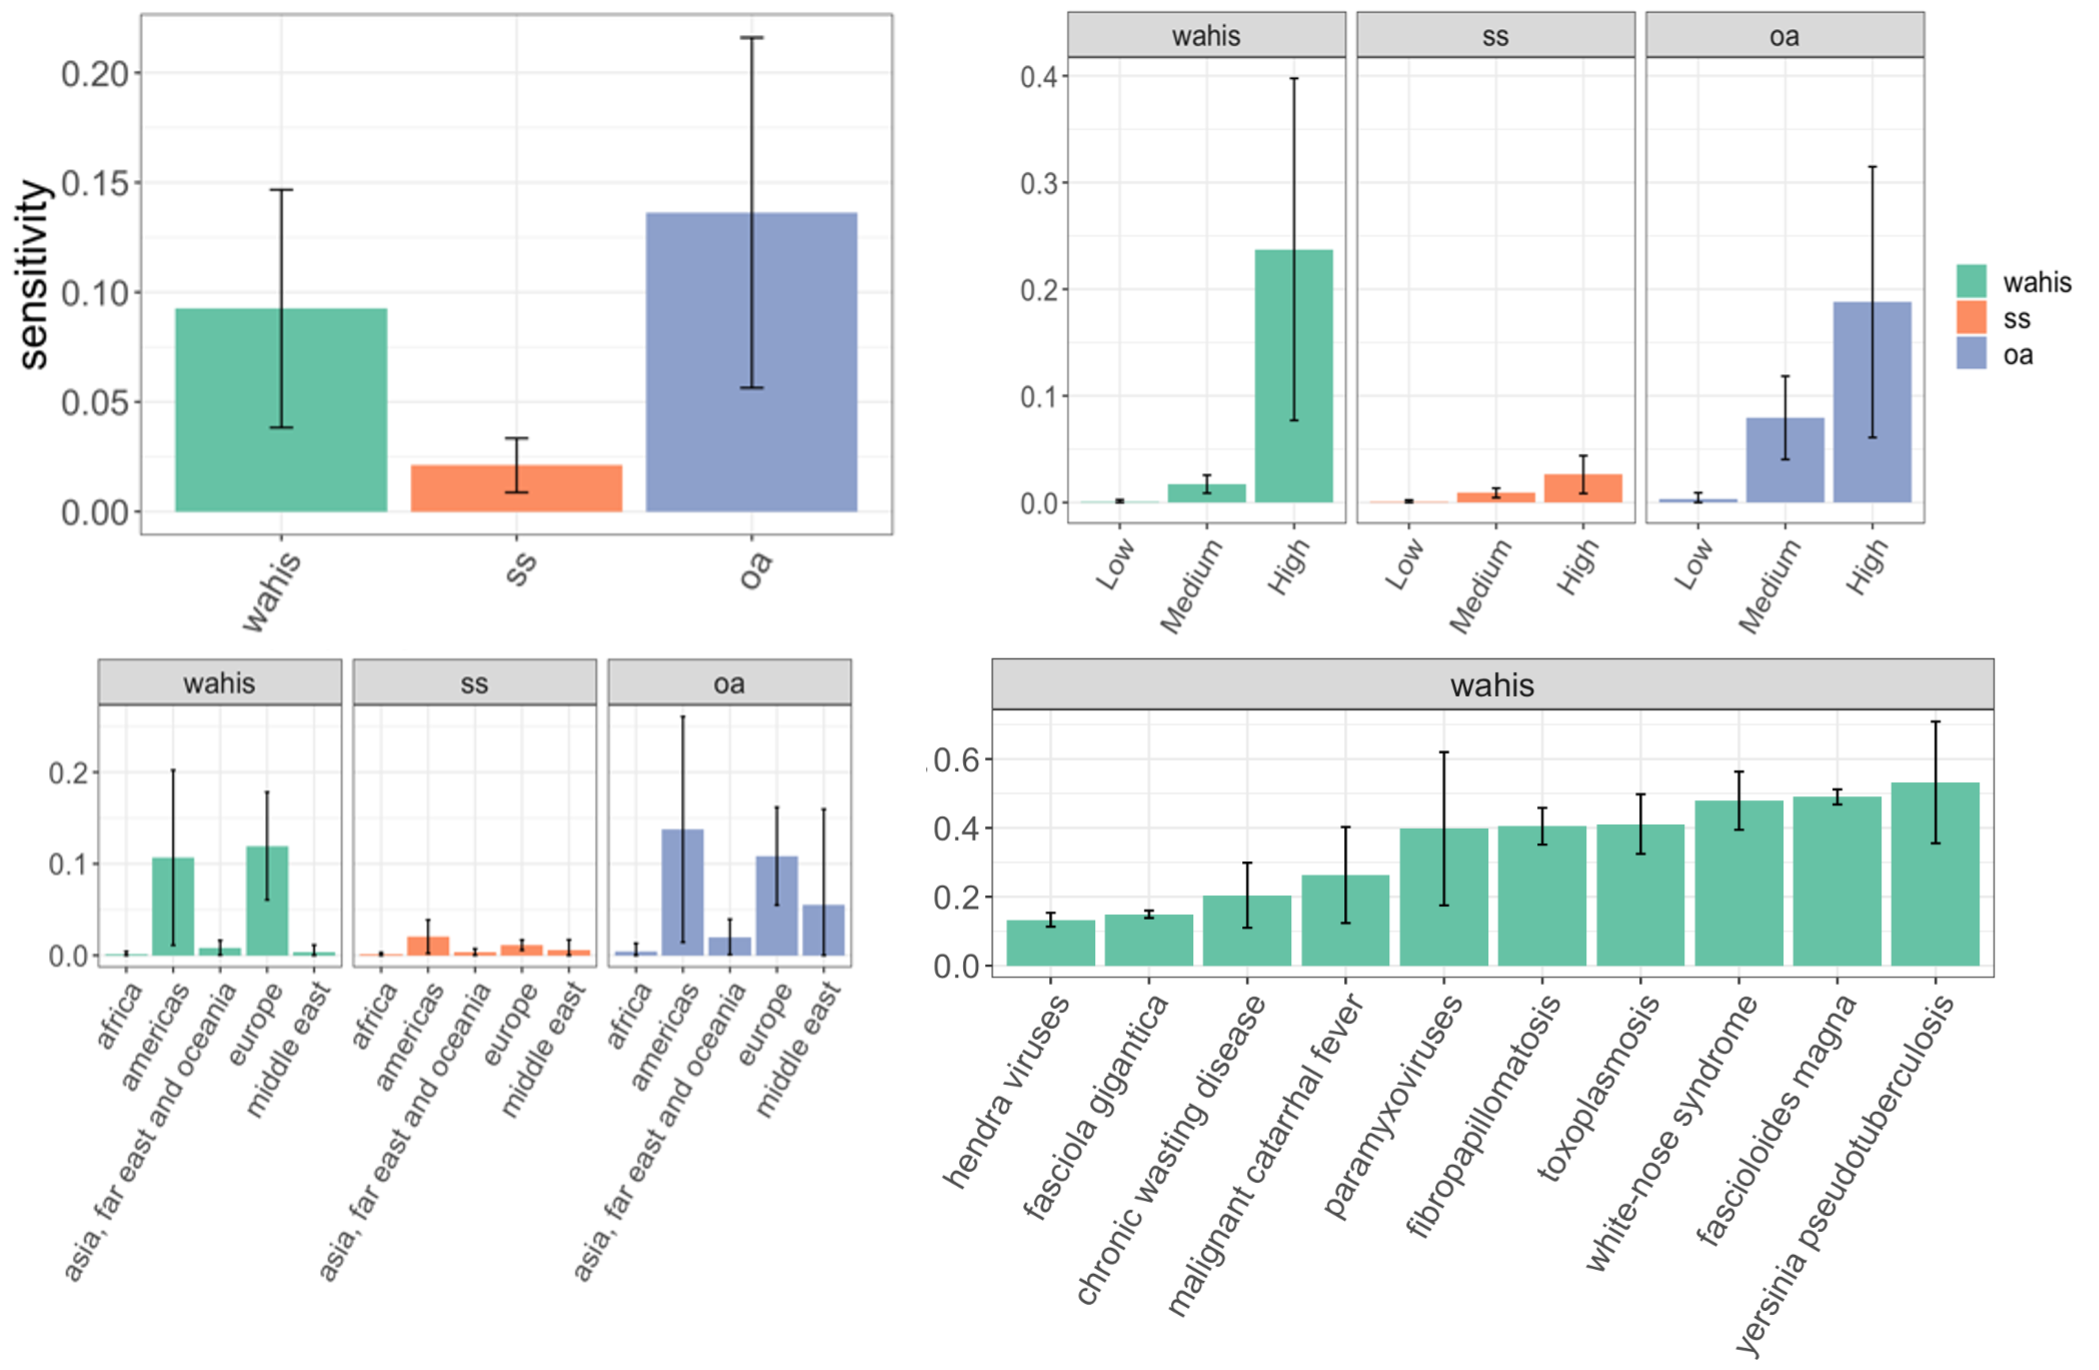 sensitivity
0.20
0.15
0.10
0.05
0.00
wahis
ss
oa
wahis
ss
oa
0.4
0.3
0.2
0.1
0.0
Low
Medium
High
Low
Medium
High
Low
Medium
High
wahis
ss
oa
wahis
ss
oa
0.2
0.1
0.0
africa
americas
asia, far east and oceania
europe
middle east
africa
americas
asia, far east and oceania
europe
middle east
africa
americas
asia, far east and oceania
europe
middle east
wahis
0.6
0.4
0.2
0.0
hendra viruses
fasciola gigantica
chronic wasting disease
malignant catarrhal fever
paramyxoviruses
fibropapillomatosis
toxoplasmosis
white-nose syndrome
fascioloides magna
yersinia pseudotuberculosis